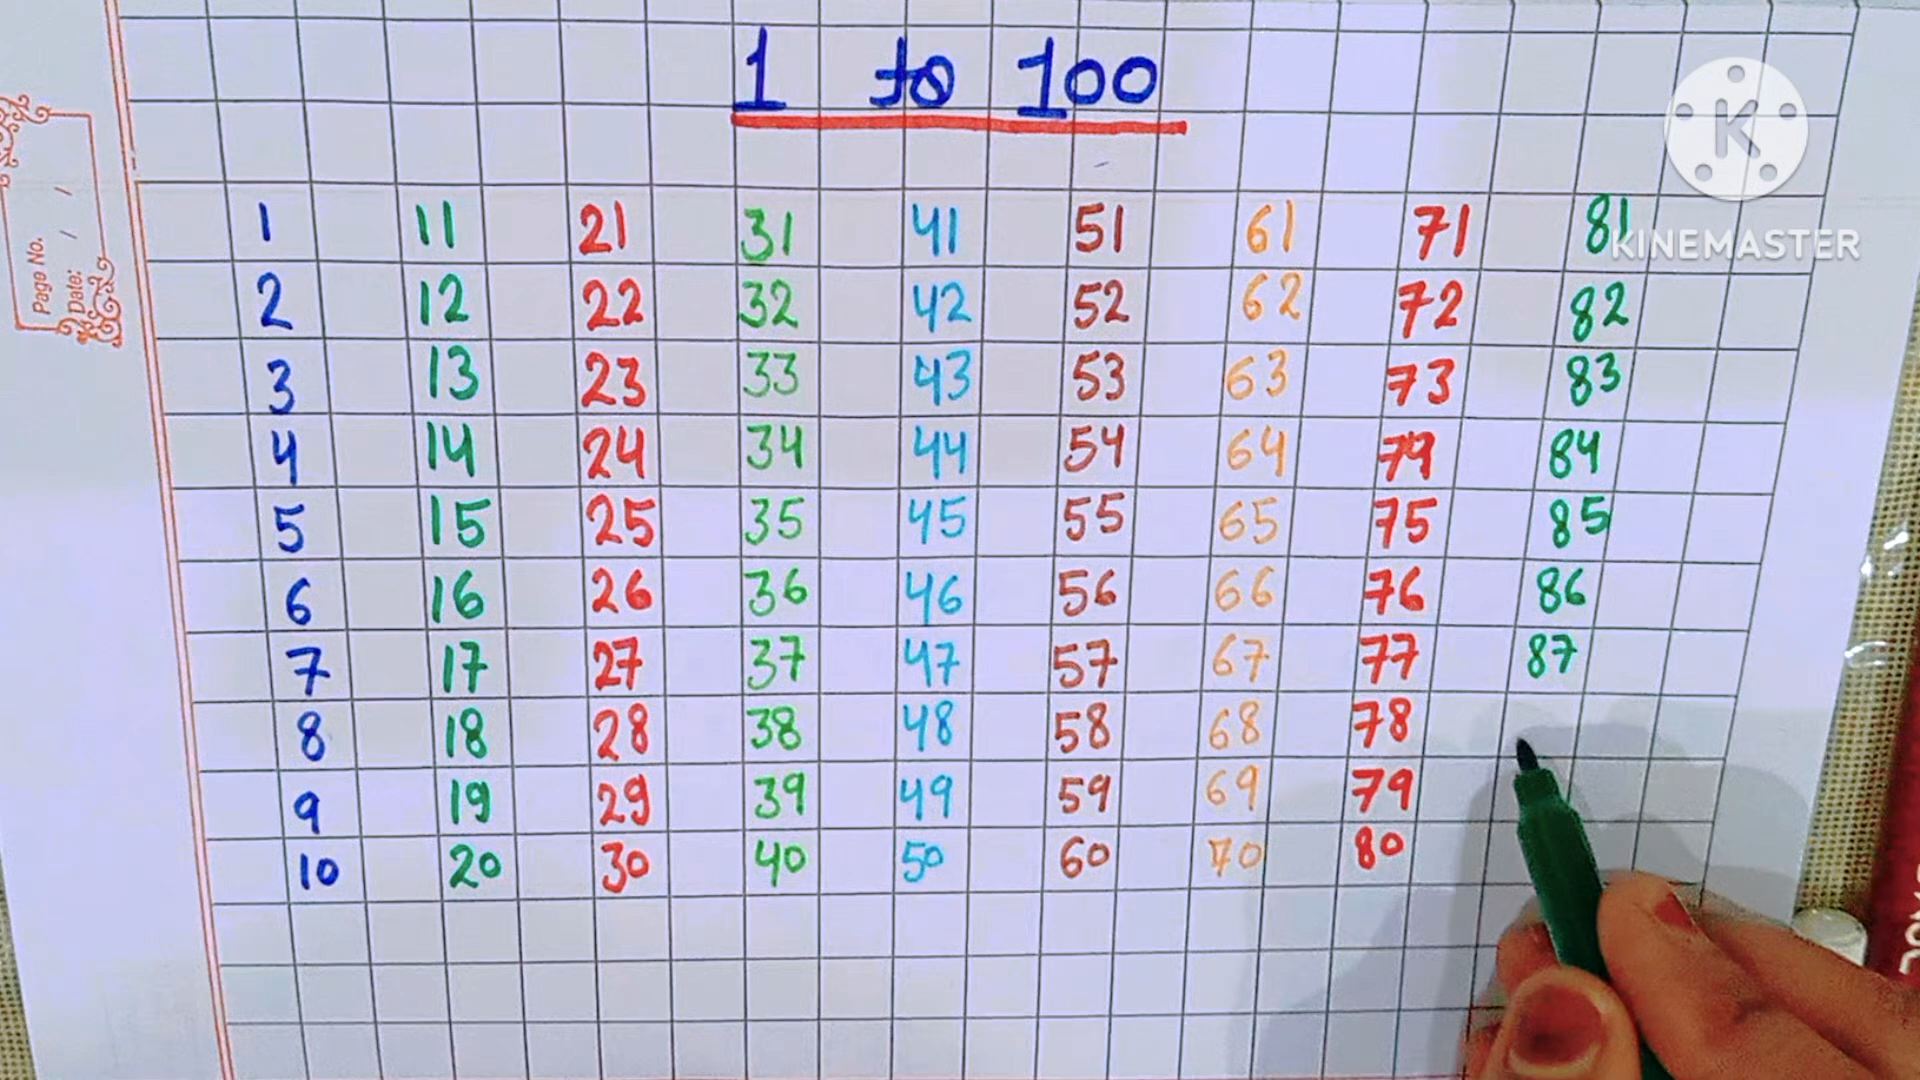 1 to 100
1 11 21 31 41 51 61 71 81
KINEMASTER
2 12 22 32 42 52 62 72 82
3 13 23 33 43 53 63 73 83
4 14 24 34 44 54 64 74 84
5 15 25 35 45 55 65 75 85
6 16 26 36 46 56 66 76 86
7 17 27 37 47 57 67 77 87
8 18 28 38 48 58 68 78
9 19 29 39 49 59 69 79
10 20 30 40 50 60 70 80
Page No.
Date: / /
K